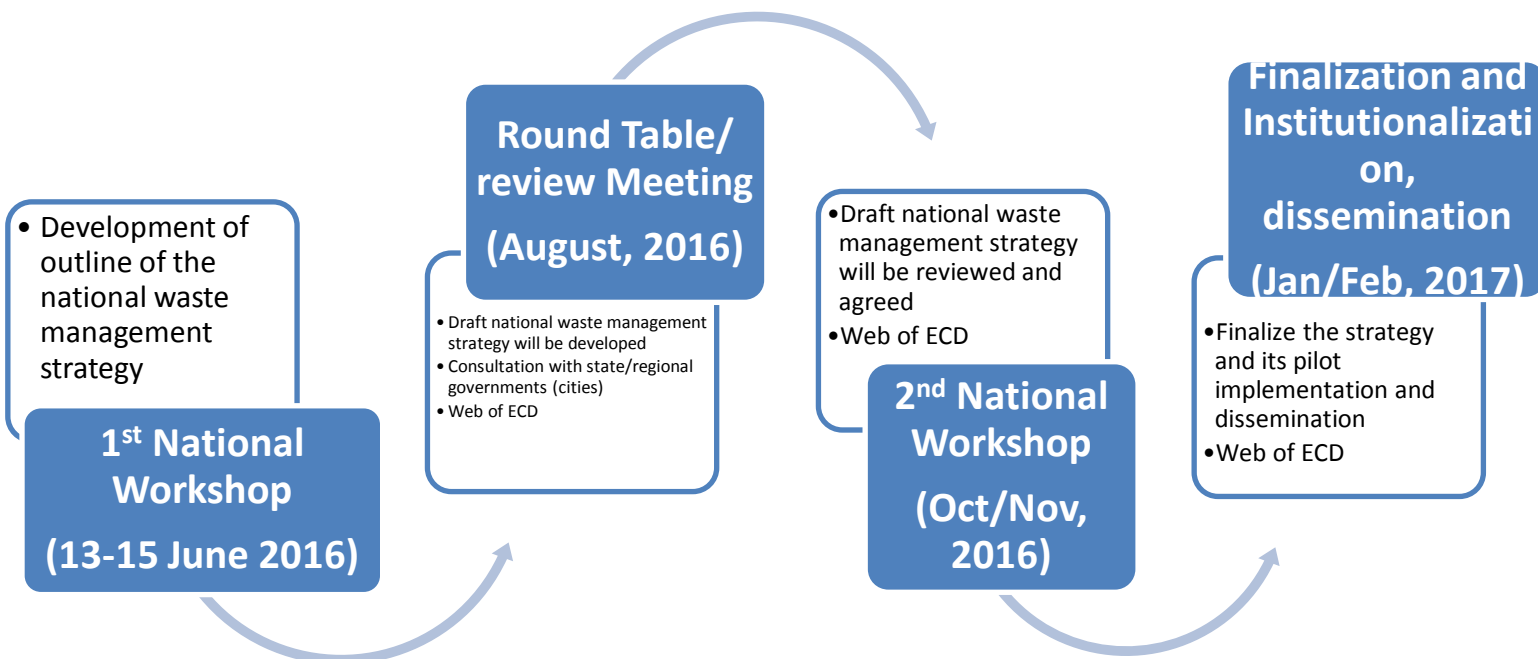 • Development of
outline of the
national waste
management
strategy
1st National
Workshop
(13-15 June 2016)
Round Table/
review Meeting
(August, 2016)
• Draft national waste management
strategy will be developed
• Consultation with state/regional
governments (cities)
• Web of ECD
•Draft national waste
management strategy
will be reviewed and
agreed
•Web of ECD
2nd National
Workshop
(Oct/Nov,
2016)
Finalization and
Institutionalizati
on,
dissemination
(Jan/Feb, 2017)
•Finalize the strategy
and its pilot
implementation and
dissemination
•Web of ECD